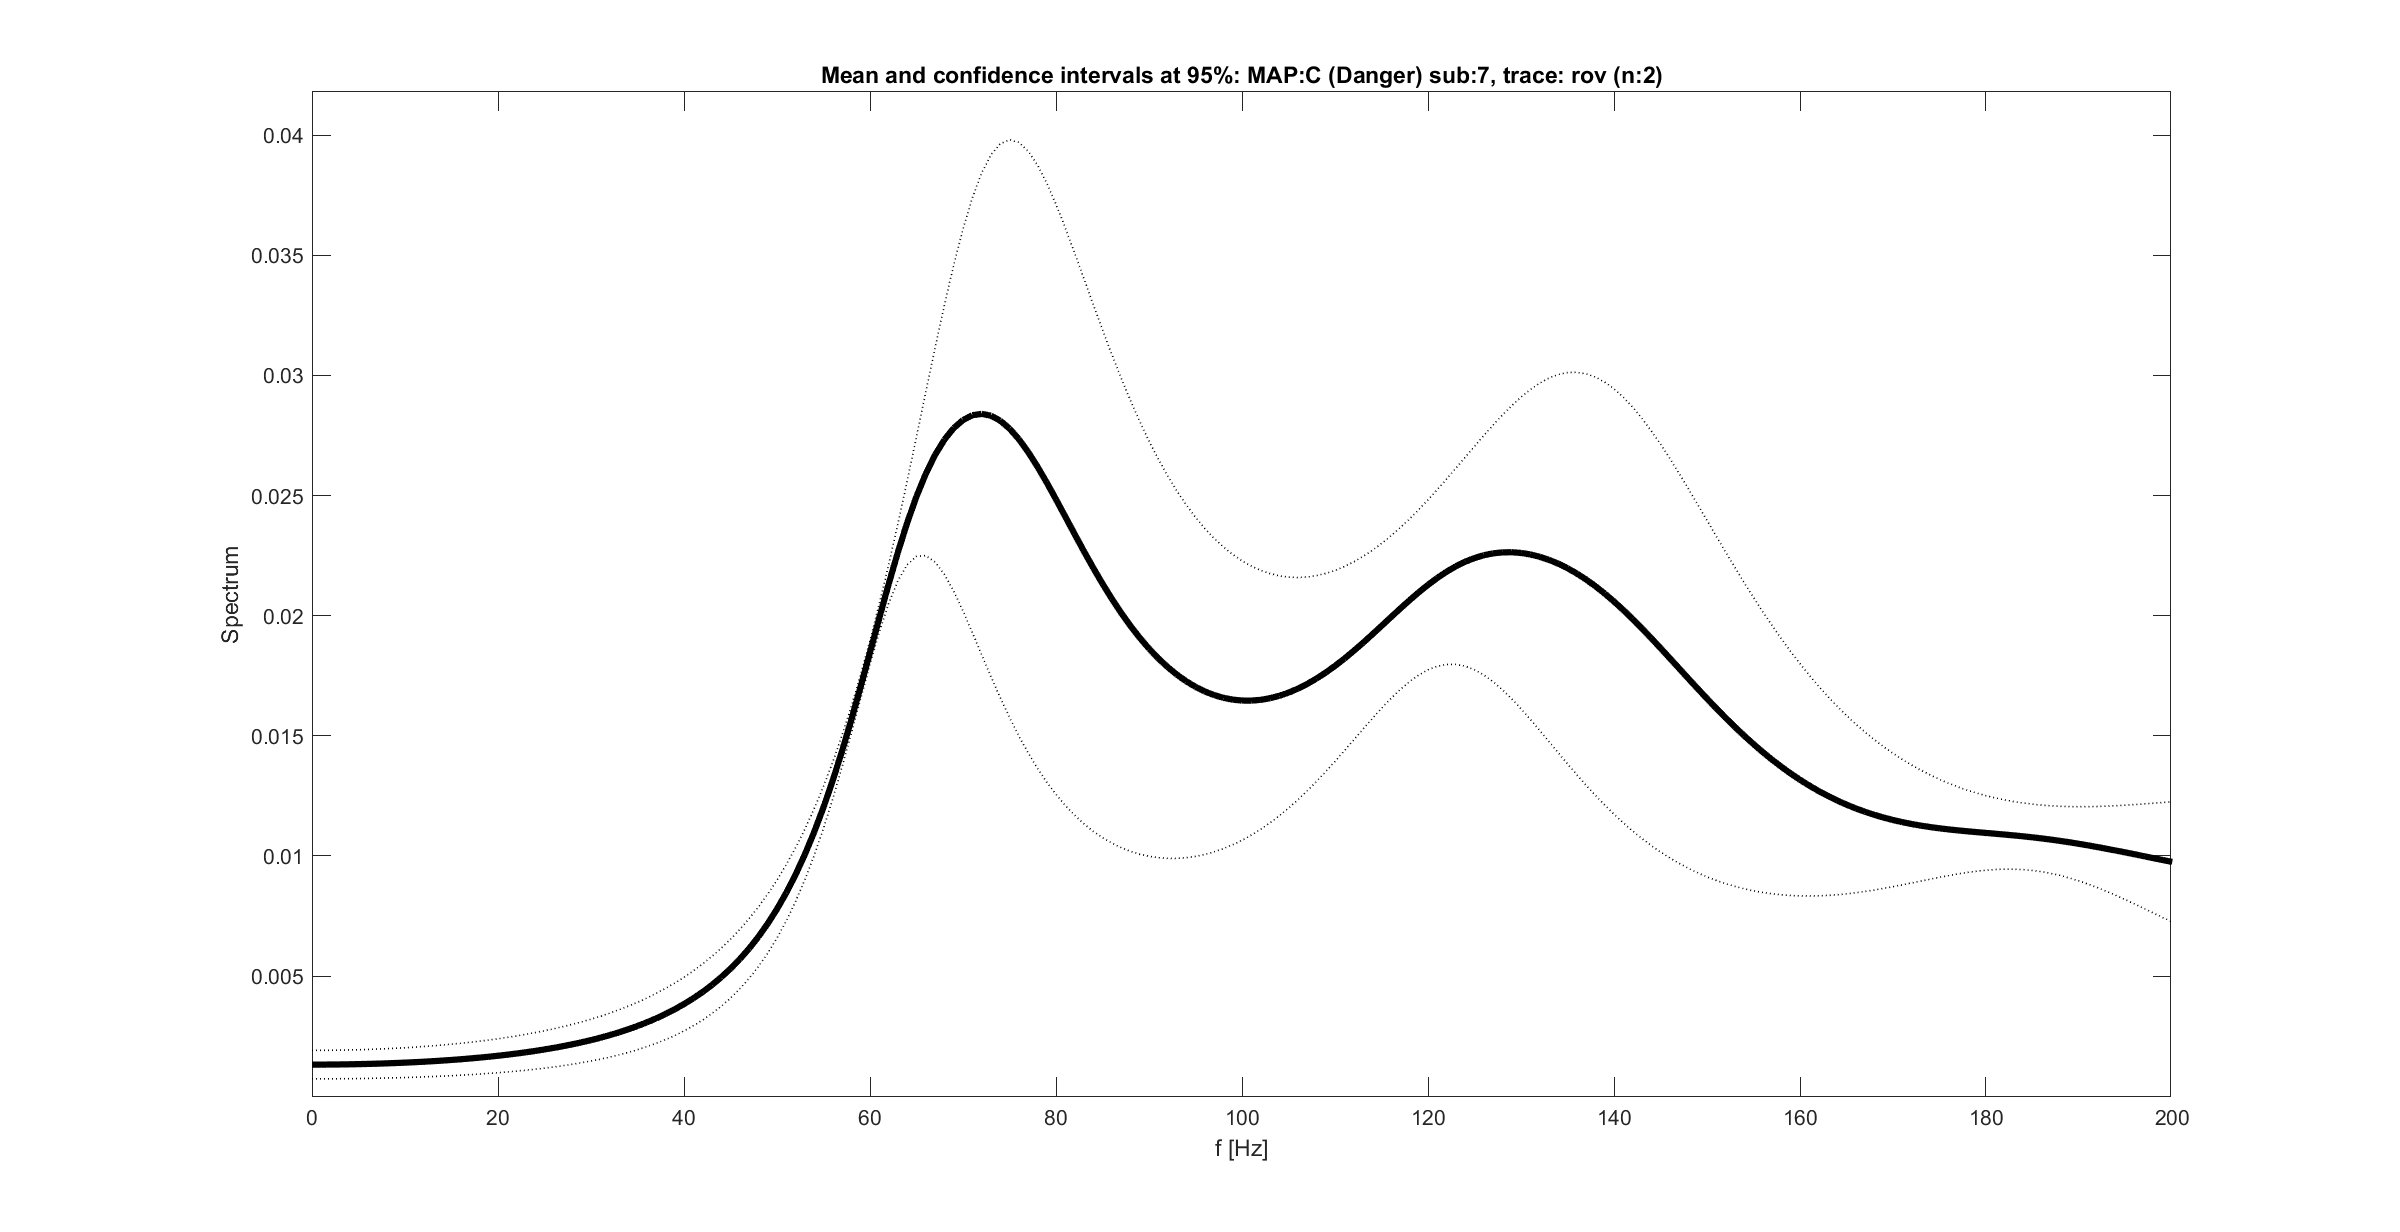 Mean and confidence intervals at 95%: MAP:C (Danger) sub:7, trace: rov (n:2)
0.04
0.035
0.03
0.025
0.02
0.015
0.01
0.005
Spectrum
0 20 40 60 80 100 120 140 160 180 200
f [Hz]